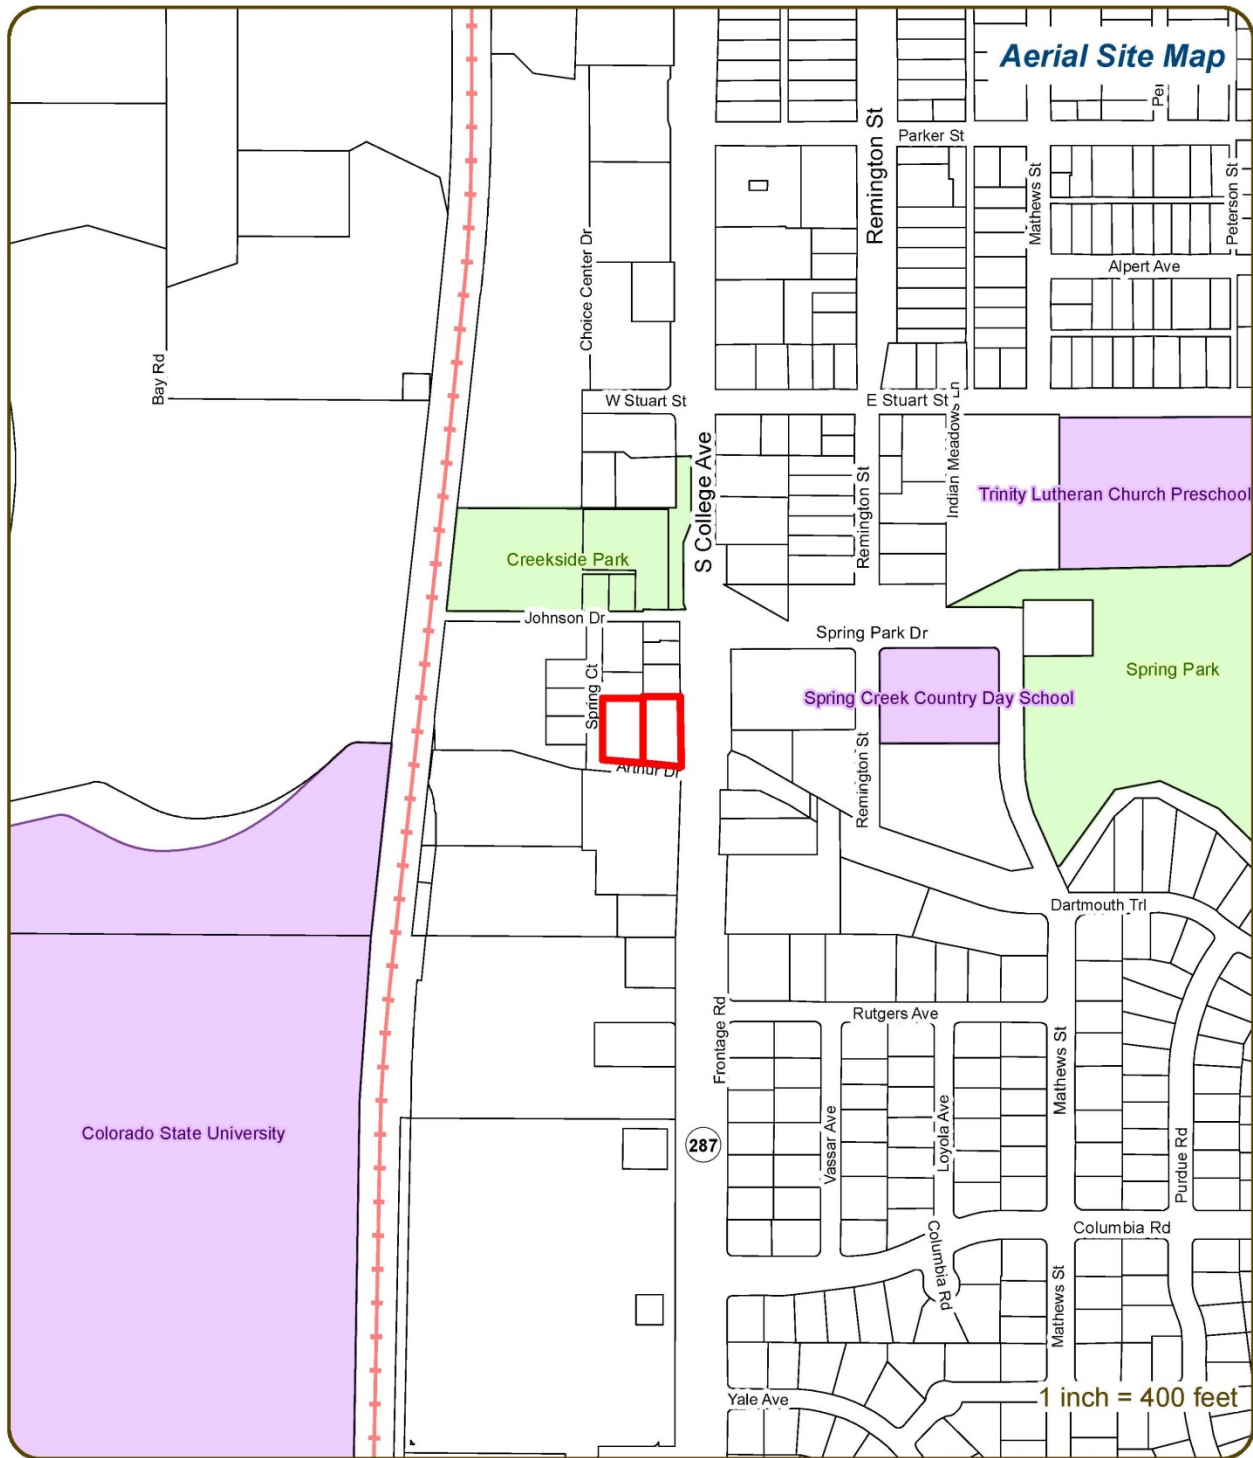 Aerial Site Map
Remington St
Parker St
Mathews St
Peterson St
Alpert Ave
Choice Center Dr
Bay Rd
W Stuart St
E Stuart St
Indian Meadows Ln
S College Ave
Remington St
Trinity Lutheran Church Preschool
Creekside Park
Johnson Dr
Spring Park Dr
Spring Ct
Spring Creek Country Day School
Spring Park
Arthur Dr
Remington St
Dartmouth Trl
Frontage Rd
Rutgers Ave
Mathews St
Colorado State University
287
Vassar Ave
Loyola Ave
Purdue Rd
Columbia Rd
Columbia Rd
Mathews St
Yale Ave
1 inch = 400 feet